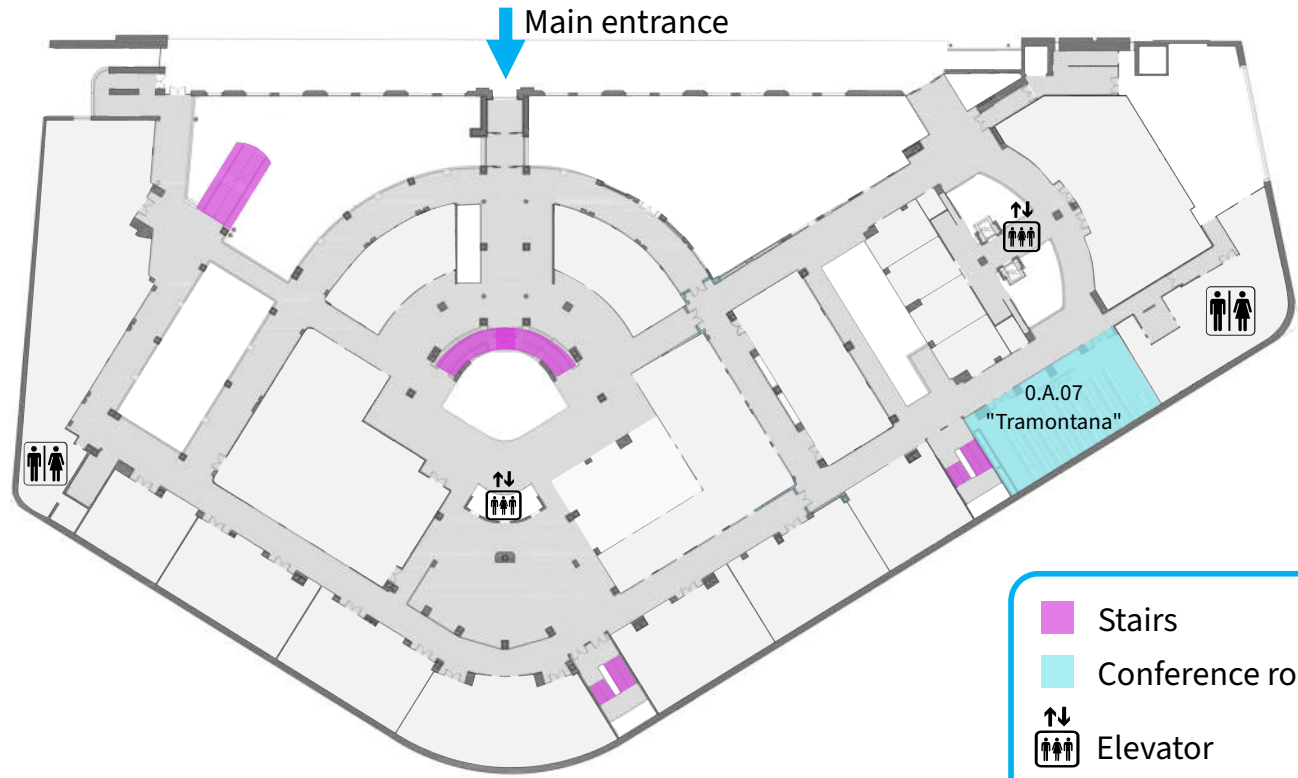 Main entrance
0.A.07
"Tramontana"
Stairs
Conference ro
Elevator